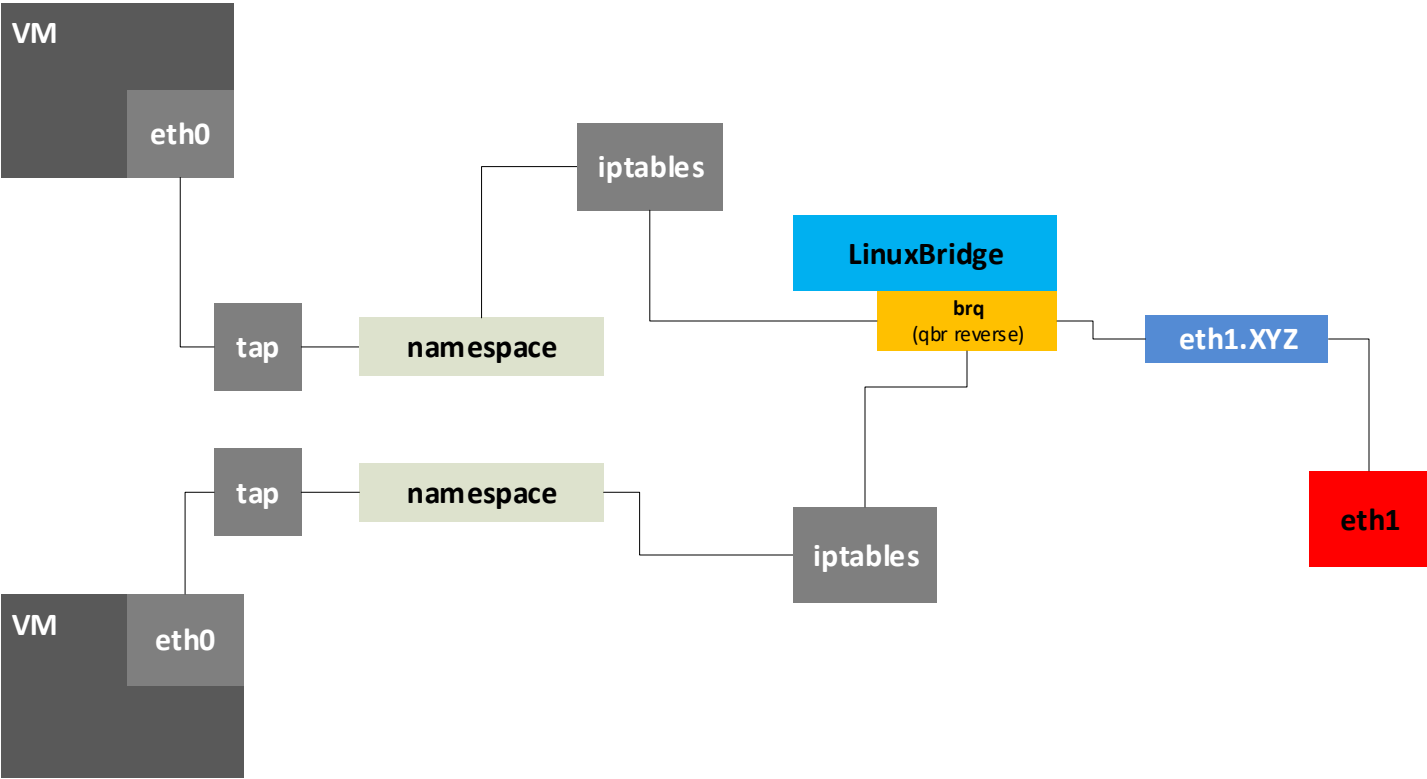 VM
eth0
iptables
LinuxBridge
brq
(qbr reverse)
tap
namespace
eth1.XYZ
tap
namespace
eth1
iptables
VM
eth0